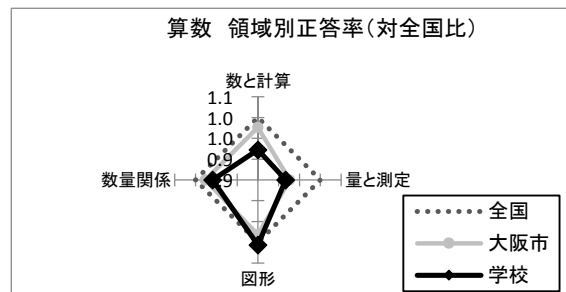 算数 領域別正答率(対全国比)
数と計算
1.1
1.0
1.0
0.9
0.9
数量関係
量と測定
図形
全国
大阪市
学校